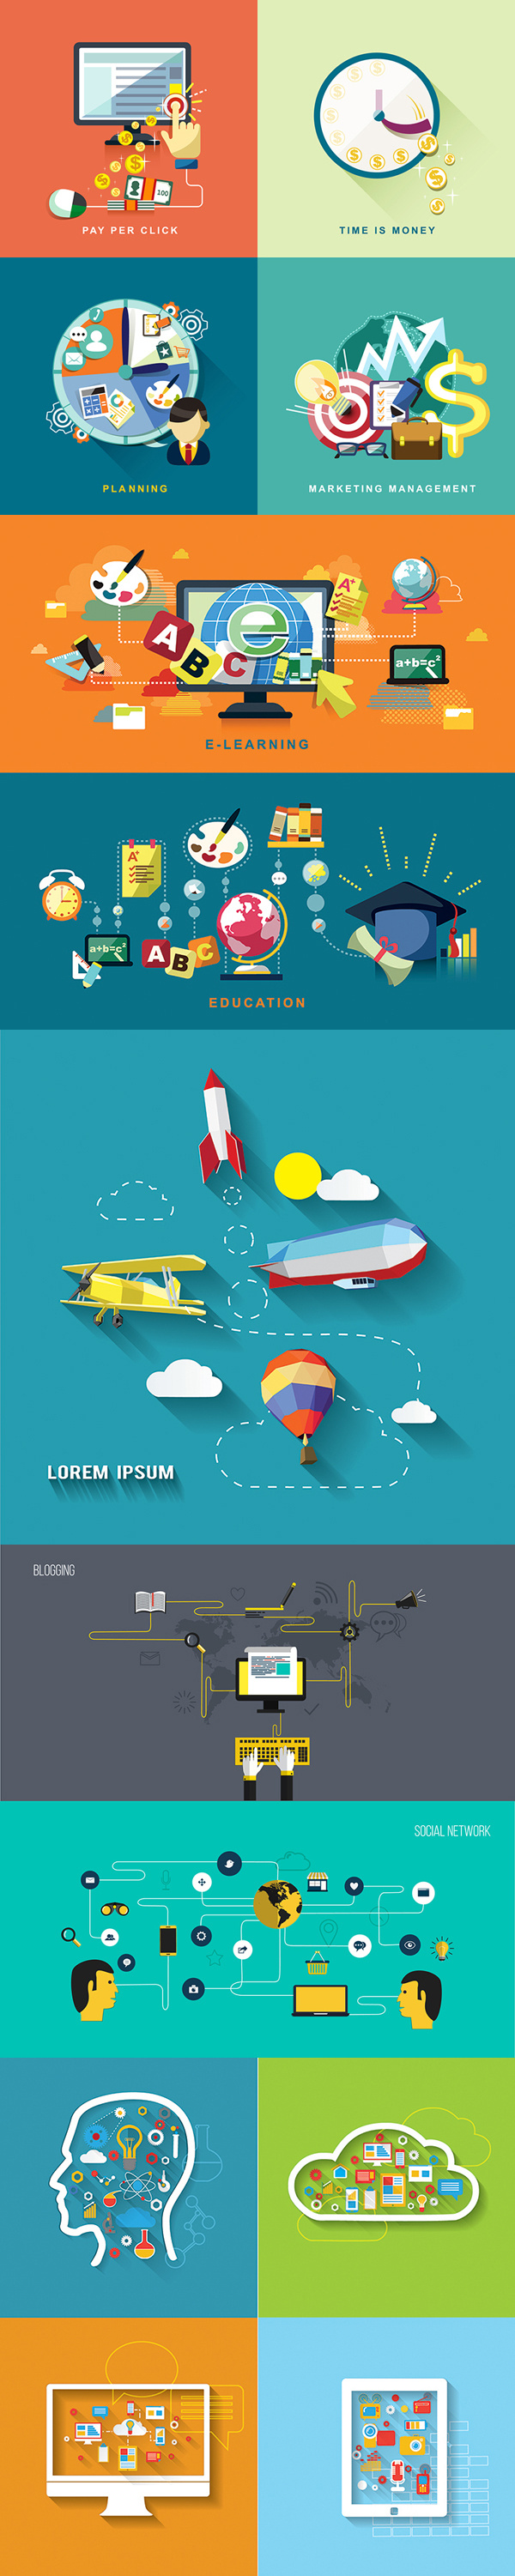 100
PAY PER CLICK
TIME IS MONEY
PLANNING
MARKETING MANAGEMENT
A+
A
B
C
e
a+b=c²
E-LEARNING
A+
a+b=c²
A
B
C
EDUCATION
LOREM IPSUM
BLOGGING
SOCIAL NETWORK